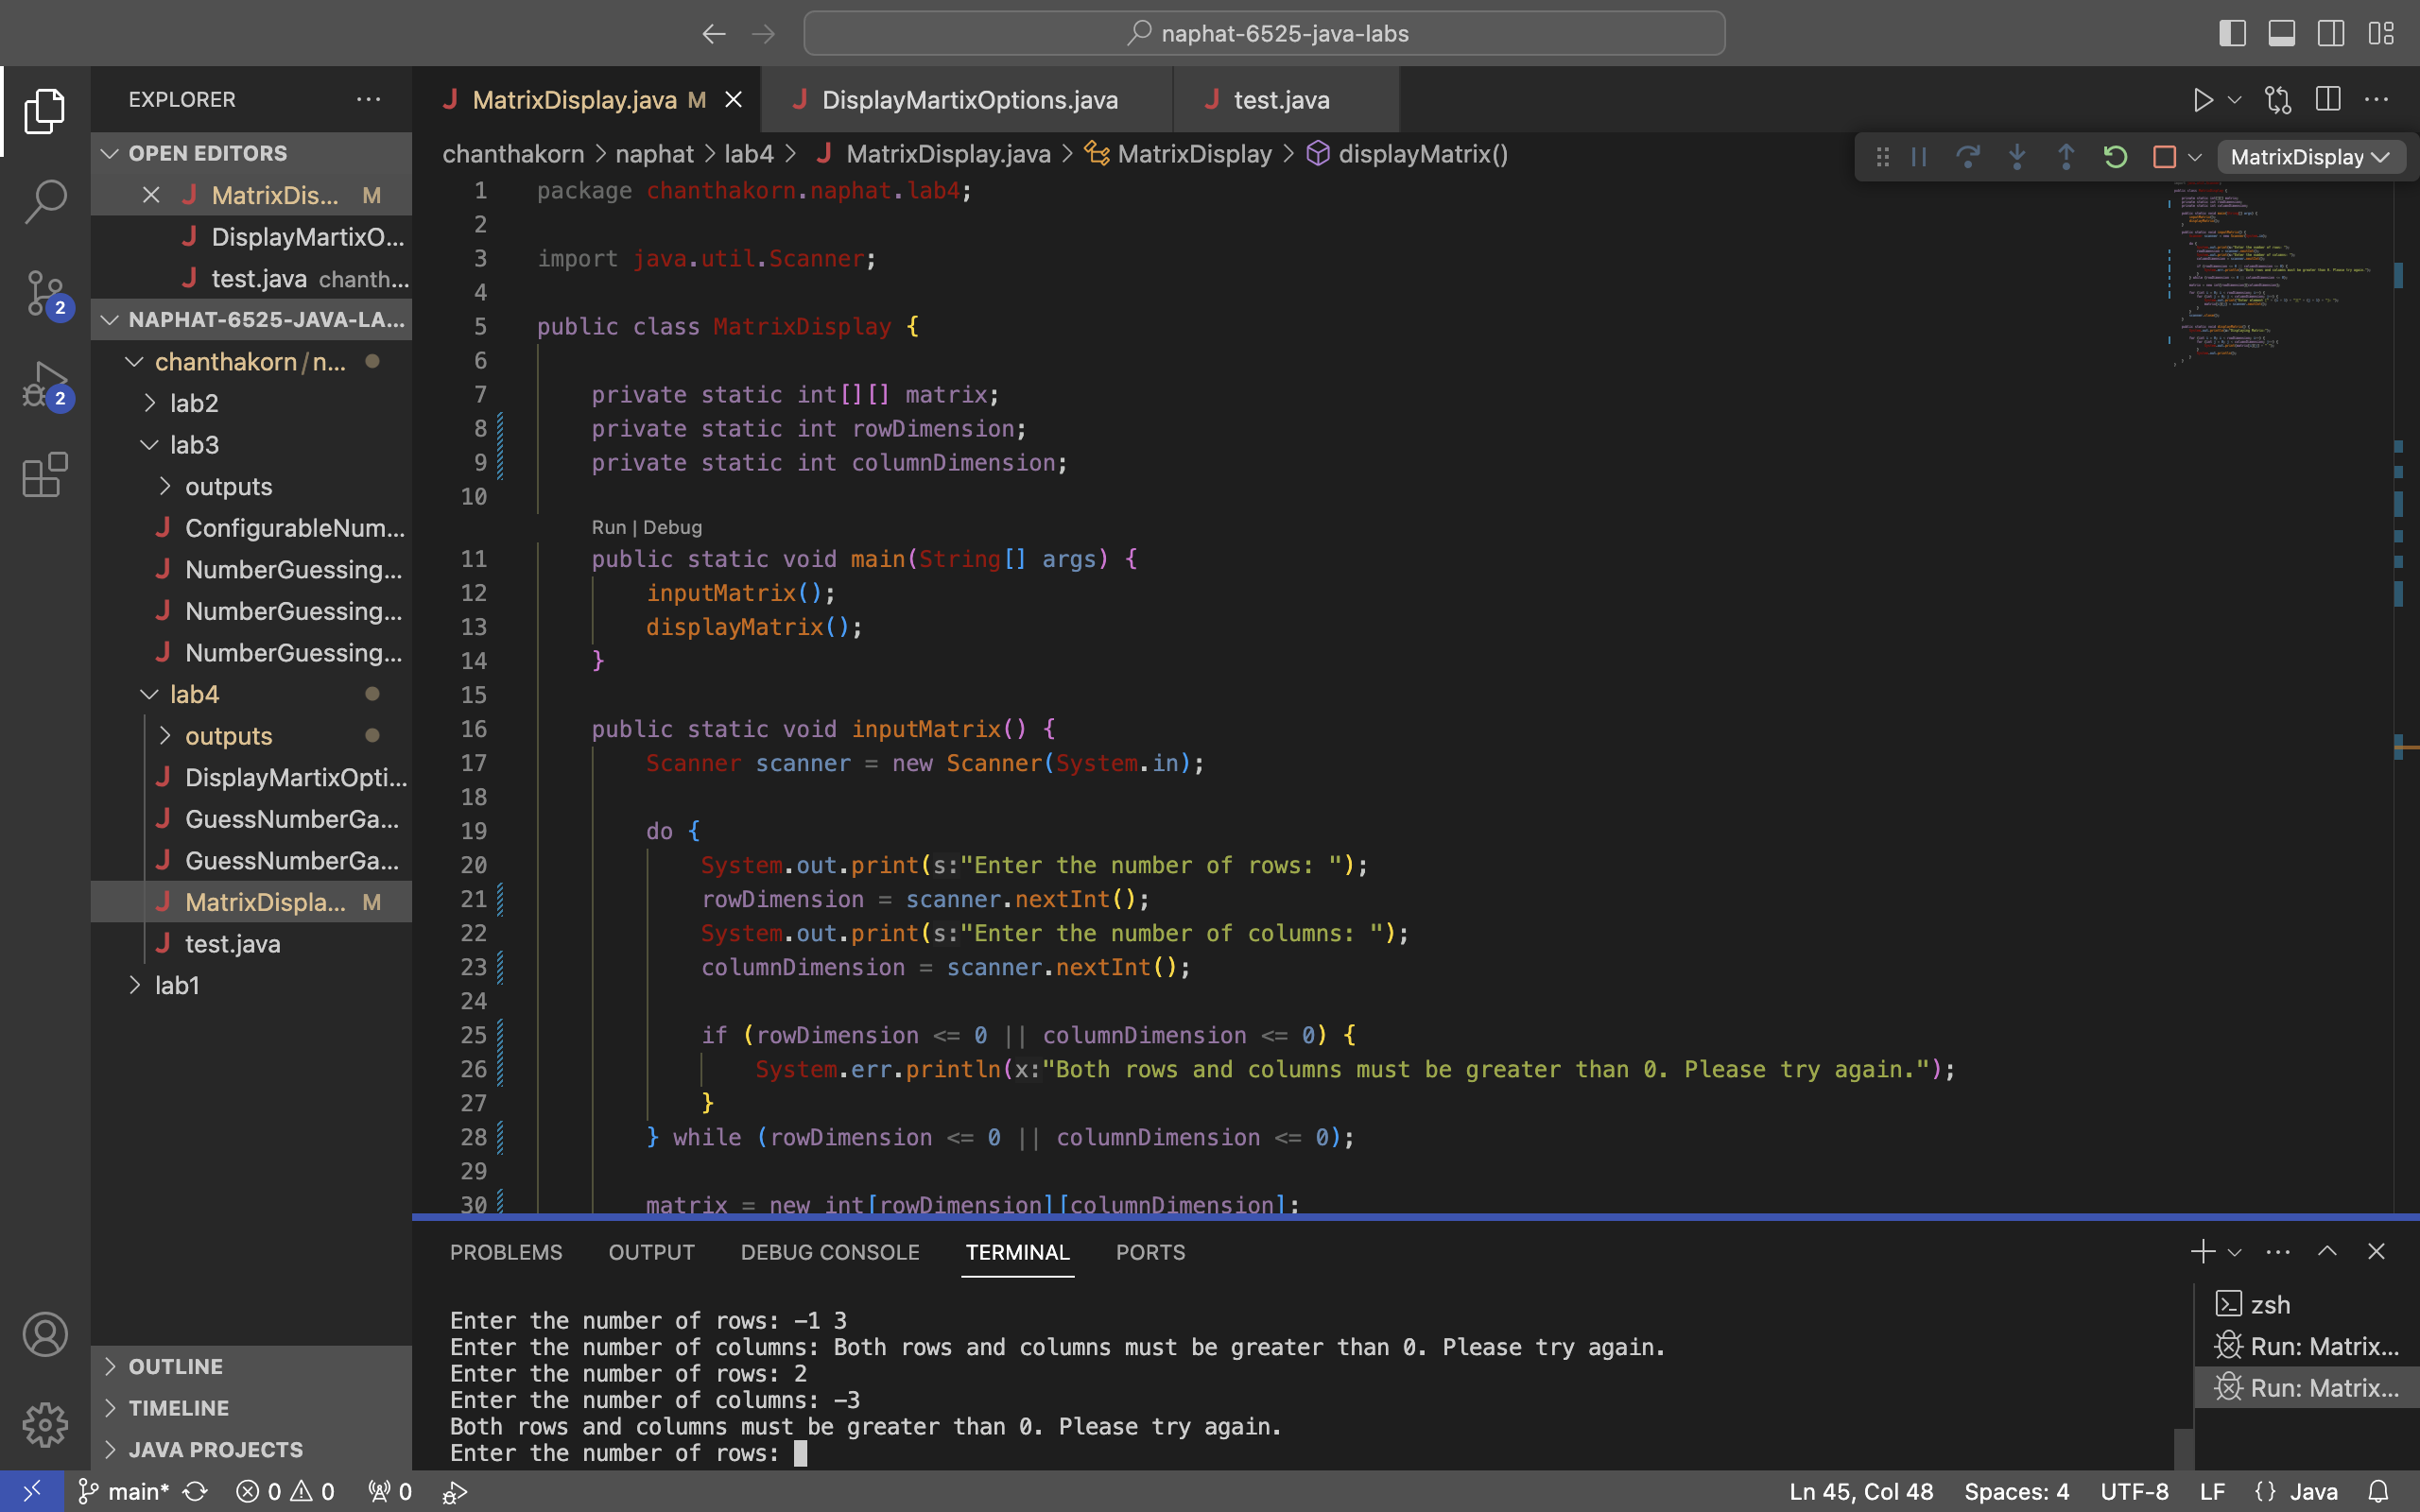 naphat-6525-java-labs
EXPLORER
OPEN EDITORS
MatrixDis... M
DisplayMartixO...
test.java chanth...
NAPHAT-6525-JAVA-LA...
chanthakorn/n...
lab2
lab3
outputs
ConfigurableNum...
NumberGuessing...
NumberGuessing...
NumberGuessing...
lab4
outputs
DisplayMartixOpti...
GuessNumberGa...
GuessNumberGa...
MatrixDispla... M
test.java
lab1
OUTLINE
TIMELINE
JAVA PROJECTS
2
2
MatrixDisplay.java M
DisplayMartixOptions.java
test.java
chanthakorn > naphat > lab4 > MatrixDisplay.java > MatrixDisplay > displayMatrix()
MatrixDisplay
1 package chanthakorn.naphat.lab4;
2
3 import java.util.Scanner;
4
5 public class MatrixDisplay {
6
7 private static int[][] matrix;
8 private static int rowDimension;
9 private static int columnDimension;
10
Run | Debug
11 public static void main(String[] args) {
12 inputMatrix();
13 displayMatrix();
14 }
15
16 public static void inputMatrix() {
17 Scanner scanner = new Scanner(System.in);
18
19 do {
20 System.out.print(s:"Enter the number of rows: ");
21 rowDimension = scanner.nextInt();
22 System.out.print(s:"Enter the number of columns: ");
23 columnDimension = scanner.nextInt();
24
25 if (rowDimension <= 0 || columnDimension <= 0) {
26 System.err.println(x:"Both rows and columns must be greater than 0. Please try again.");
27 }
28 } while (rowDimension <= 0 || columnDimension <= 0);
29
30 matrix = new int[rowDimension][columnDimension];
PROBLEMS OUTPUT DEBUG CONSOLE TERMINAL PORTS
Enter the number of rows: -1 3
Enter the number of columns: Both rows and columns must be greater than 0. Please try again.
Enter the number of rows: 2
Enter the number of columns: -3
Both rows and columns must be greater than 0. Please try again.
Enter the number of rows:
zsh
Run: Matrix...
Run: Matrix...
main* 0 0 0
Ln 45, Col 48 Spaces: 4 UTF-8 LF {} Java